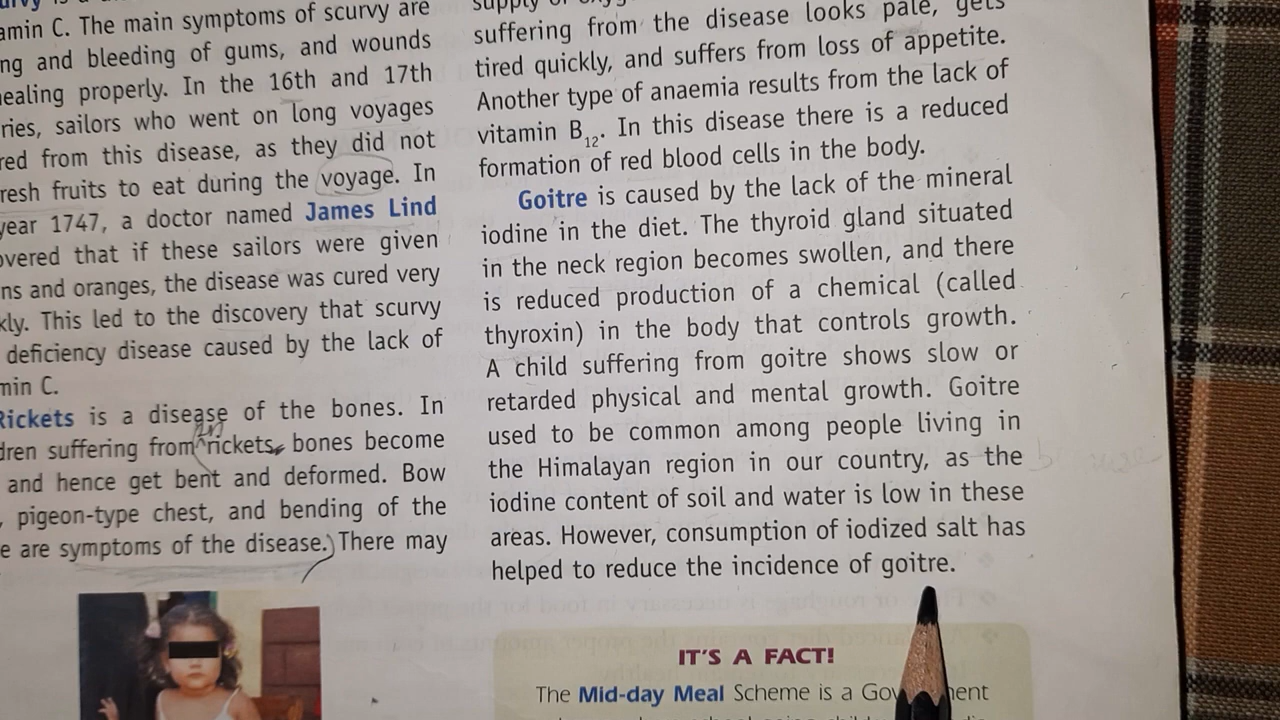 amin C. The main symptoms of scurvy are
and bleeding of gums, and wounds
healing properly. In the 16th and 17th
sailors who went on long voyages
from this disease, as they did not
fruits to eat during the voyage. In
year 1747, a doctor named James Lind
that if these sailors were given
and oranges, the disease was cured very
This led to the discovery that scurvy
deficiency disease caused by the lack of
min C.
Rickets is a disease of the bones. In
suffering from rickets, bones become
and hence get bent and deformed. Bow
, pigeon-type chest, and bending of the
are symptoms of the disease. There may
suffering from the disease looks pale, gets
tired quickly, and suffers from loss of appetite.
Another type of anaemia results from the lack of
vitamin B12. In this disease there is a reduced
formation of red blood cells in the body.
Goitre is caused by the lack of the mineral
iodine in the diet. The thyroid gland situated
in the neck region becomes swollen, and there
is reduced production of a chemical (called
thyroxin) in the body that controls growth.
A child suffering from goitre shows slow or
retarded physical and mental growth. Goitre
used to be common among people living in
the Himalayan region in our country, as the
iodine content of soil and water is low in these
areas. However, consumption of iodized salt has
helped to reduce the incidence of goitre.
IT'S A FACT!
The Mid-day Meal Scheme is a